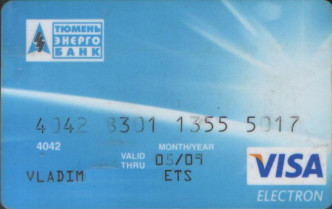 ТЮМЕНЬ
ЭНЕРГО
БАНК
4042 8301 1355 5017
4042
MONTH/YEAR
VALID THRU 05/09
VLADIM ETS
VISA
ELECTRON